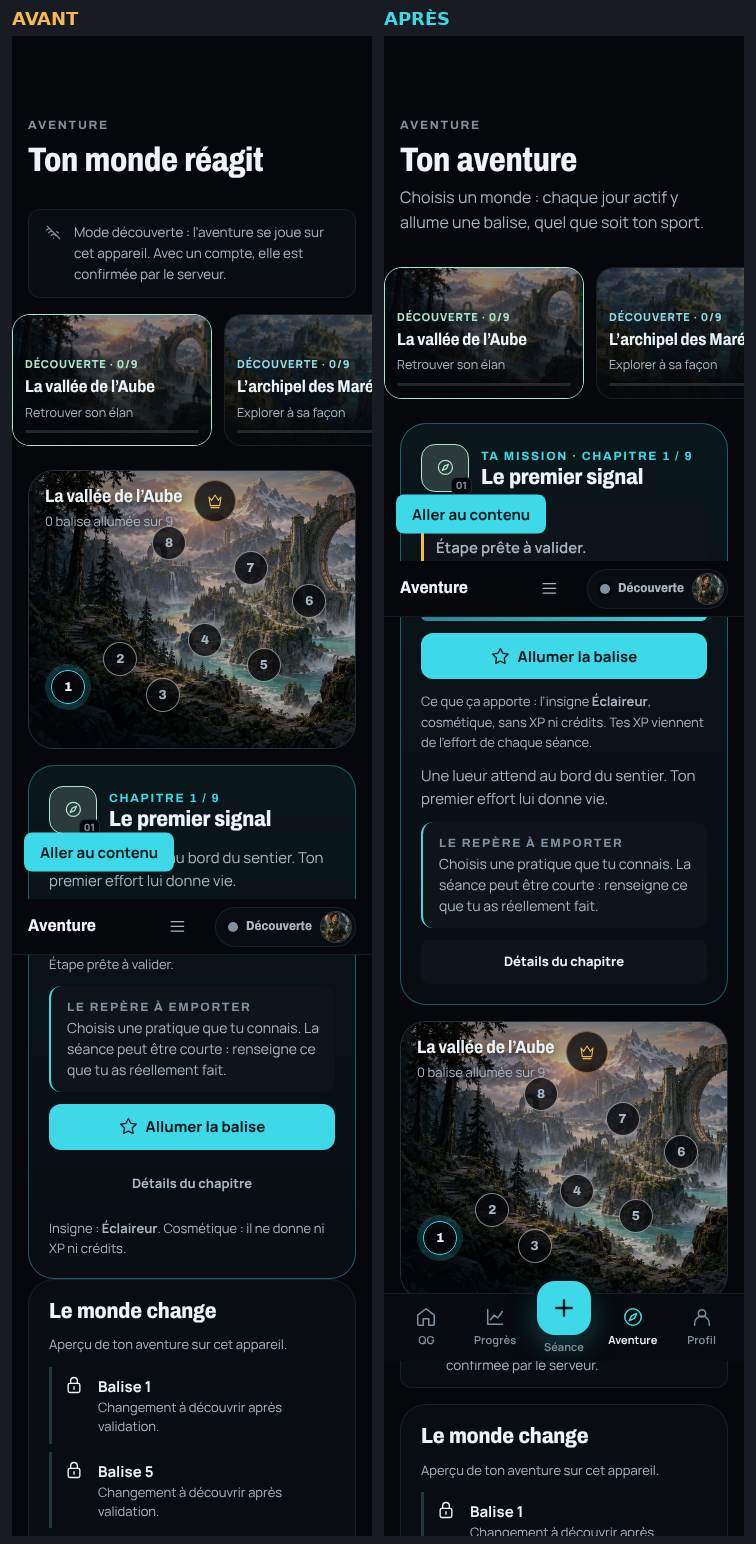 AVANT
AVENTURE
Ton monde réagit
Mode découverte : l'aventure se joue sur
cet appareil. Avec un compte, elle est
confirmée par le serveur.
DÉCOUVERTE · 0/9
La vallée de l'Aube
Retrouver son élan
DÉCOUVERTE · 0/9
L'archipel des Maré
Explorer à sa façon
La vallée de l'Aube
0 balise allumée sur 9
8
7
6
4
2
5
1
3
01
CHAPITRE 1 / 9
Le premier signal
Aller au contenu
au bord du sentier. Ton
premier effort lui donne vie.
Aventure
Découverte
Étape prête à valider.
LE REPÈRE À EMPORTER
Choisis une pratique que tu connais. La
séance peut être courte : renseigne ce
que tu as réellement fait.
Allumer la balise
Détails du chapitre
Insigne : Éclaireur. Cosmétique : il ne donne ni
XP ni crédits.
Le monde change
Aperçu de ton aventure sur cet appareil.
Balise 1
Changement à découvrir après
validation.
Balise 5
Changement à découvrir après
validation.
APRÈS
AVENTURE
Ton aventure
Choisis un monde : chaque jour actif y
allume une balise, quel que soit ton sport.
DÉCOUVERTE · 0/9
La vallée de l'Aube
Retrouver son élan
DÉCOUVERTE · 0/9
L'archipel des Maré
Explorer à sa façon
01
TA MISSION · CHAPITRE 1 / 9
Le premier signal
Aller au contenu
Étape prête à valider.
Aventure
Découverte
Allumer la balise
Ce que ça apporte : l'insigne Éclaireur,
cosmétique, sans XP ni crédits. Tes XP viennent
de l'effort de chaque séance.
Une lueur attend au bord du sentier. Ton
premier effort lui donne vie.
LE REPÈRE À EMPORTER
Choisis une pratique que tu connais. La
séance peut être courte : renseigne ce
que tu as réellement fait.
Détails du chapitre
La vallée de l'Aube
0 balise allumée sur 9
8
7
6
4
2
5
1
3
QG
Progrès
Séance
Aventure
Profil
confirmée par le serveur.
Le monde change
Aperçu de ton aventure sur cet appareil.
Balise 1
Changement à découvrir après